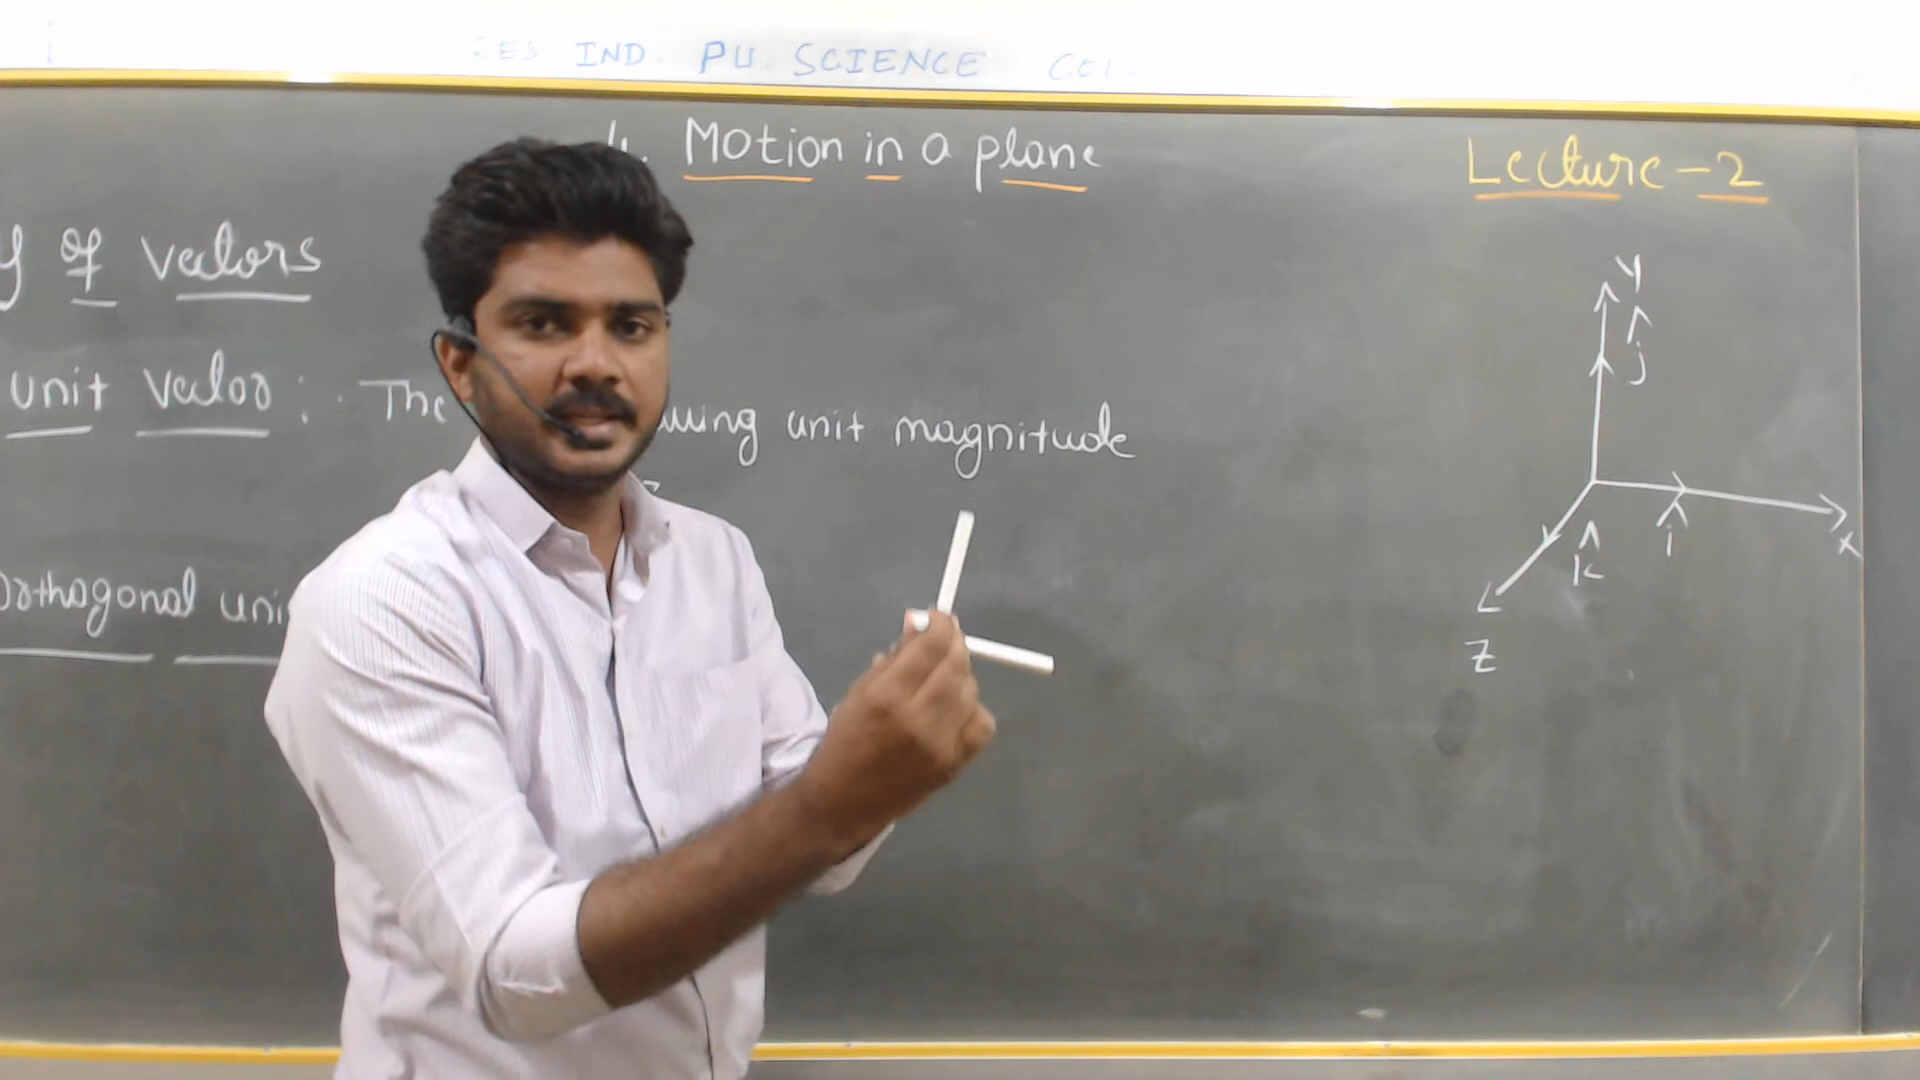 IND. PU. SCIENCE
4. Motion in a plane
Lecture-2
of vectors
unit vector : The unit magnitude
Orthogonal
y
ĵ
î
x
k̂
z